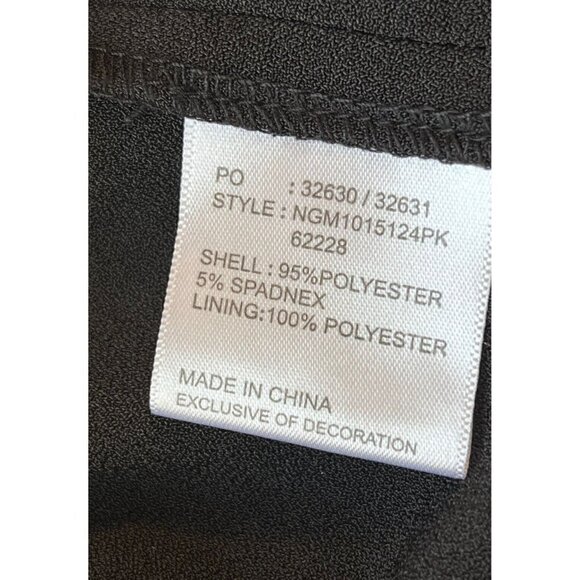 PO : 32630 / 32631
STYLE : NGM1015124PK
62228
SHELL : 95%POLYESTER
5% SPADNEX
LINING:100% POLYESTER
MADE IN CHINA
EXCLUSIVE OF DECORATION